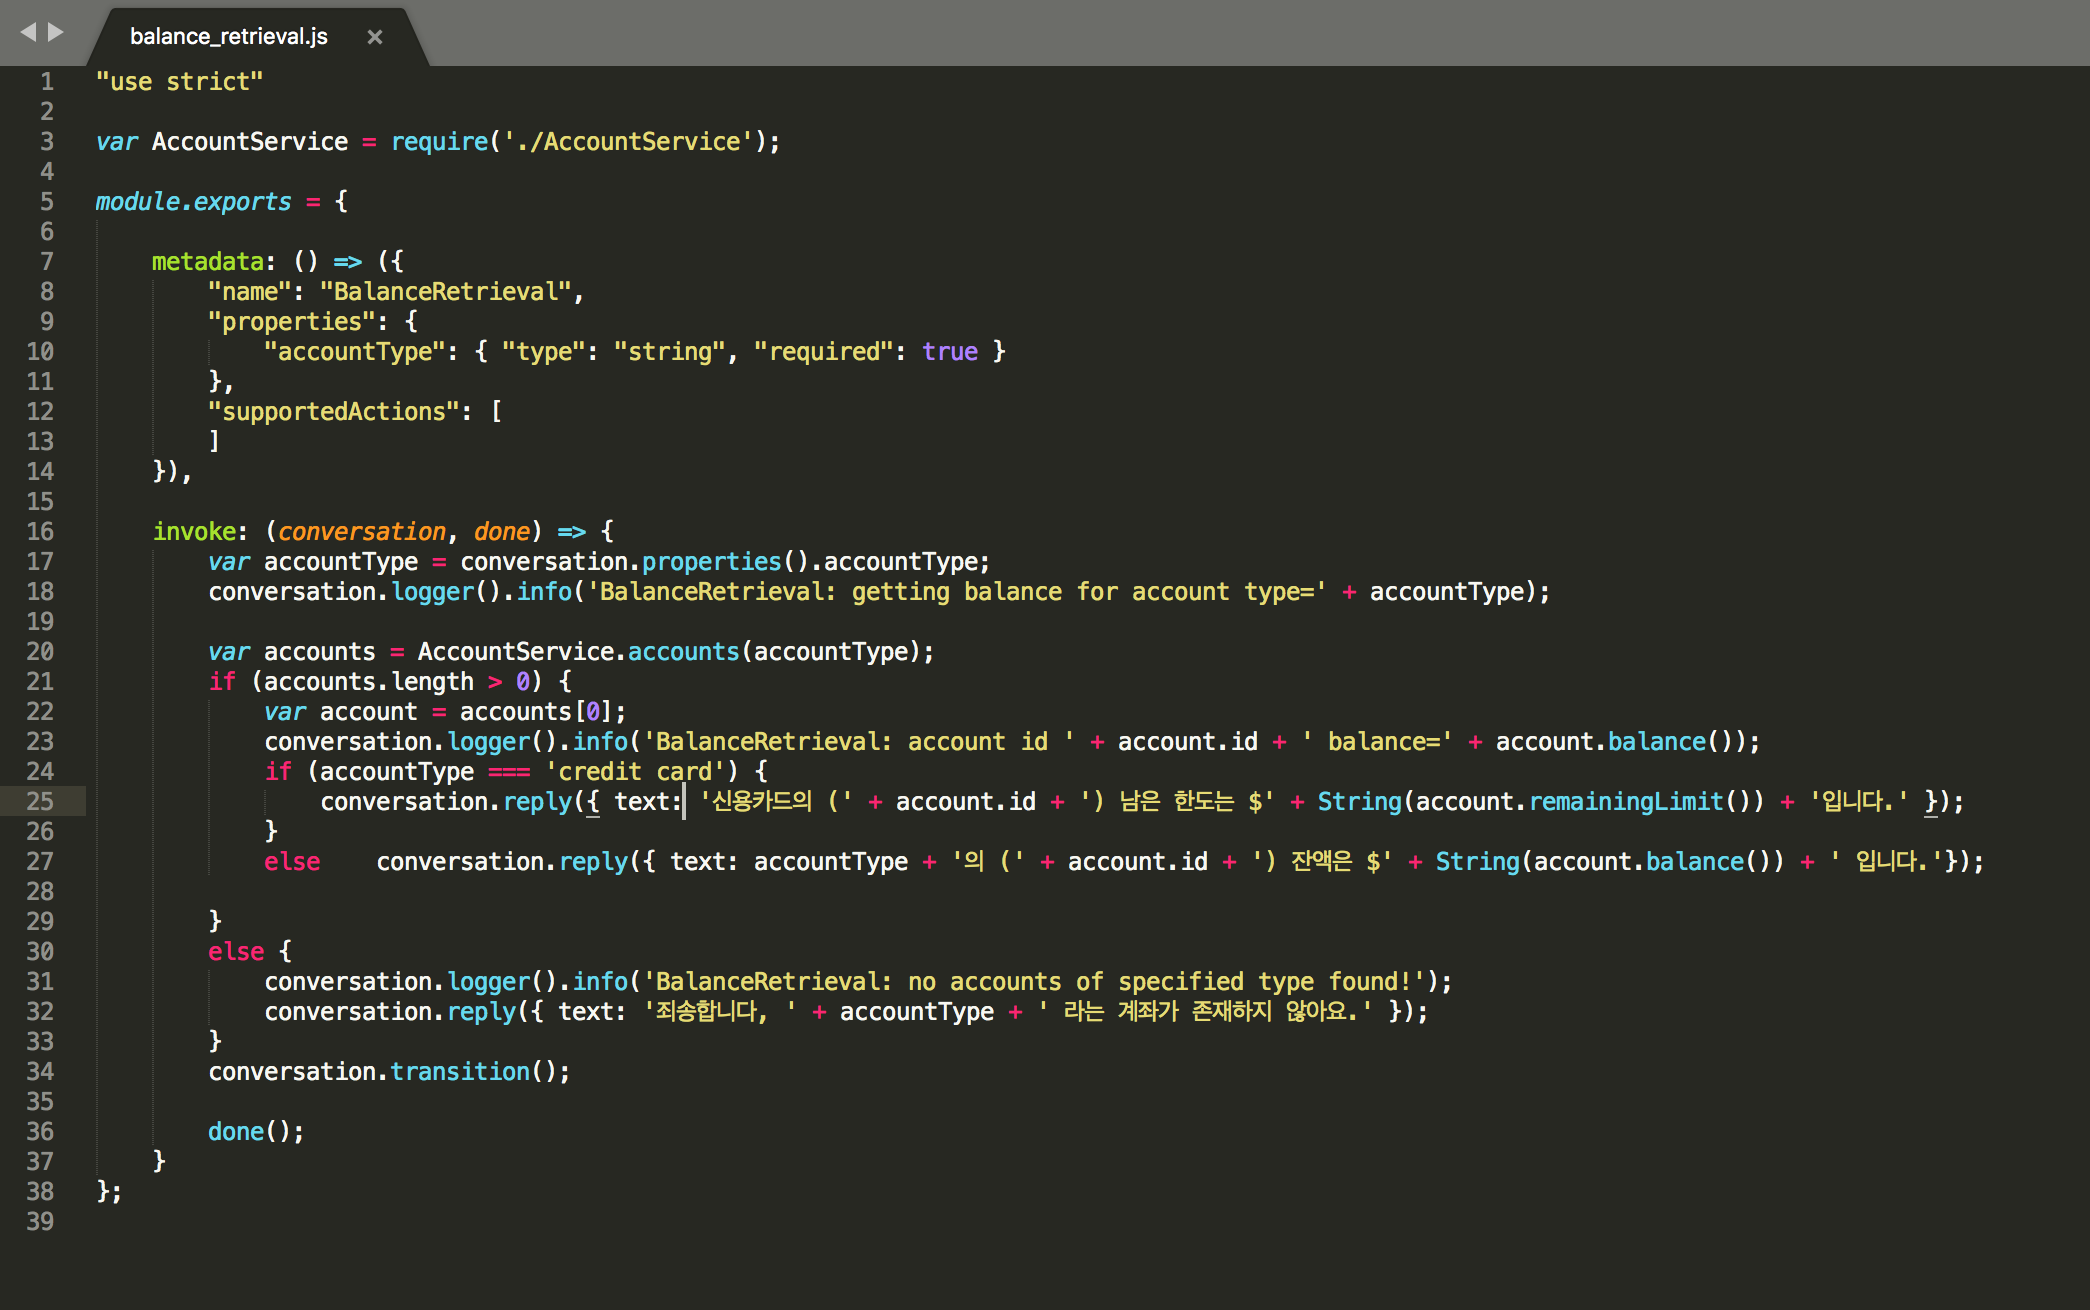 balance_retrieval.js ×
1 "use strict"
2
3 var AccountService = require('./AccountService');
4
5 module.exports = {
6
7     metadata: () => ({
8         "name": "BalanceRetrieval",
9         "properties": {
10             "accountType": { "type": "string", "required": true }
11         },
12         "supportedActions": [
13         ]
14     }),
15
16     invoke: (conversation, done) => {
17         var accountType = conversation.properties().accountType;
18         conversation.logger().info('BalanceRetrieval: getting balance for account type=' + accountType);
19
20         var accounts = AccountService.accounts(accountType);
21         if (accounts.length > 0) {
22             var account = accounts[0];
23             conversation.logger().info('BalanceRetrieval: account id ' + account.id + ' balance=' + account.balance());
24             if (accountType === 'credit card') {
25                 conversation.reply({ text: '신용카드의 (' + account.id + ') 남은 한도는 $' + String(account.remainingLimit()) + '입니다.' });
26             }
27             else    conversation.reply({ text: accountType + '의 (' + account.id + ') 잔액은 $' + String(account.balance()) + ' 입니다.'});
28
29         }
30         else {
31             conversation.logger().info('BalanceRetrieval: no accounts of specified type found!');
32             conversation.reply({ text: '죄송합니다, ' + accountType + ' 라는 계좌가 존재하지 않아요.' });
33         }
34         conversation.transition();
35
36         done();
37     }
38 };
39